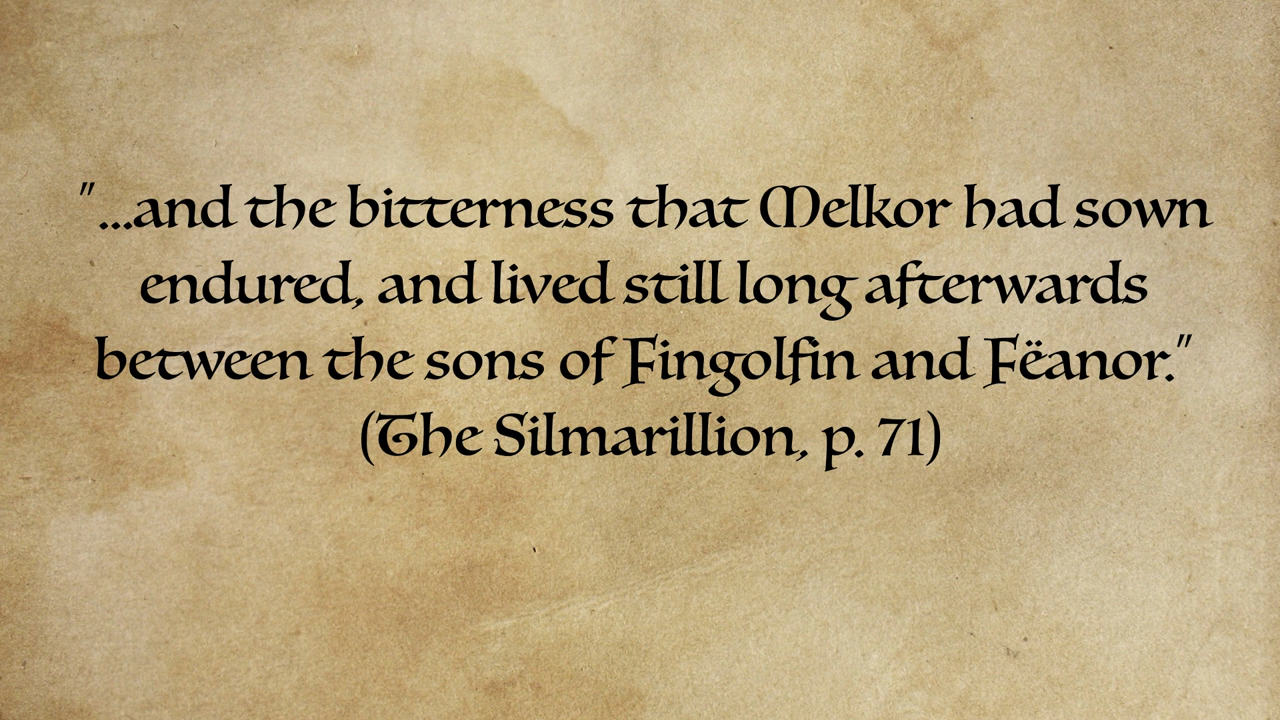 "...and the bitterness that Melkor had sown
endured, and lived still long afterwards
between the sons of Fingolfin and Fëanor."
(The Silmarillion, p. 71)